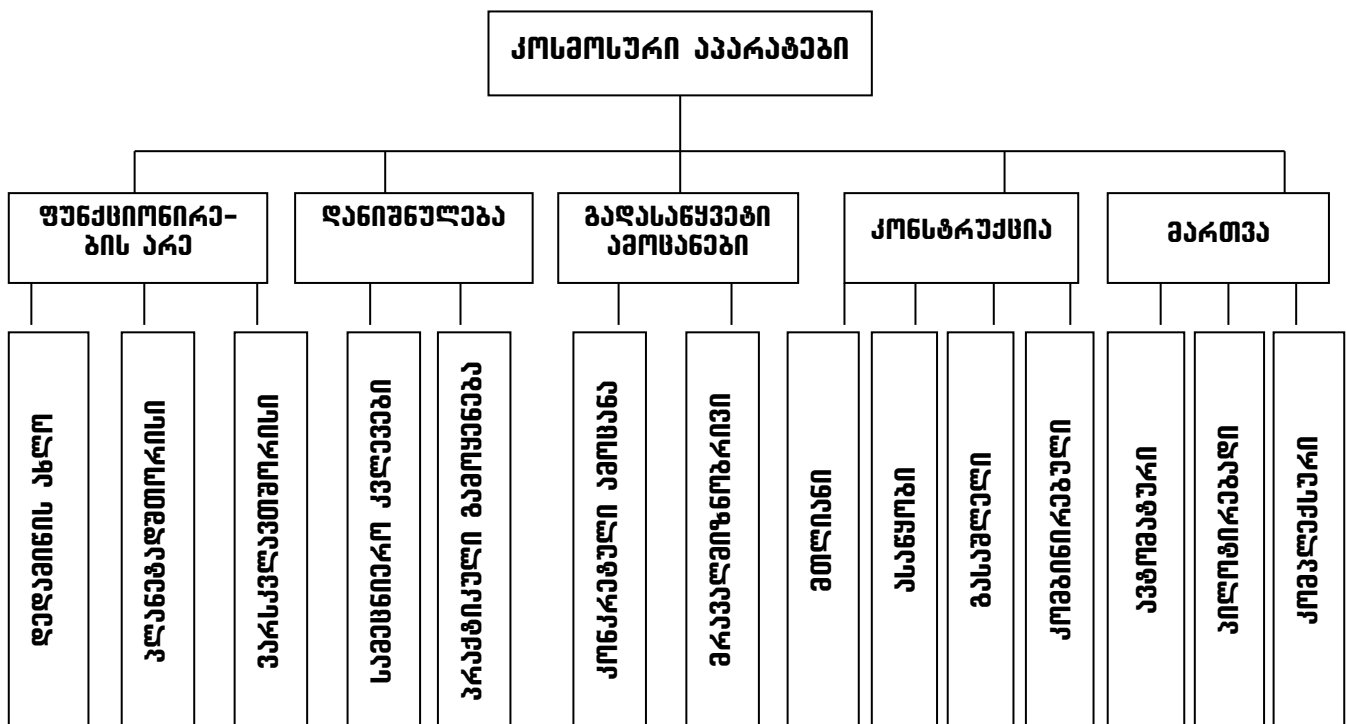 კოსმოსური აპარატები
ფუნქციონირე-
ბის არე
დანიშნულება
გადასაწყვეტი
ამოცანები
კონსტრუქცია
მართვა
დედამიწის ახლო
პლანეტადშორისი
ვარსკვლავთშორისი
სამეცნიერო კვლევები
პრაქტიკული გამოყენება
კონკრეტული ამოცანა
მრავალმიზნობრივი
მთლიანი
ასაწყობი
გასაშლელი
კომბინირებული
ავტომატური
პილოტირებადი
კომპლექსური